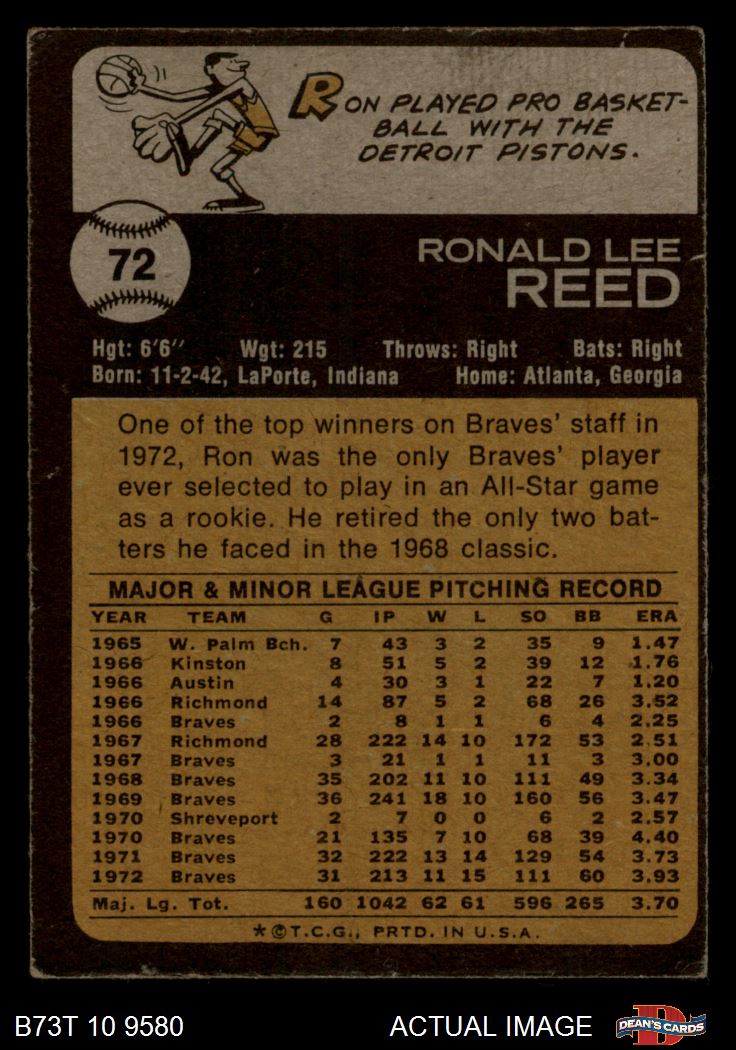 RON PLAYED PRO BASKET-
BALL WITH THE
DETROIT PISTONS.
72
RONALD LEE
REED
Hgt: 6'6" Wgt: 215 Throws: Right Bats: Right
Born: 11-2-42, LaPorte, Indiana Home: Atlanta, Georgia
One of the top winners on Braves' staff in
1972, Ron was the only Braves' player
ever selected to play in an All-Star game
as a rookie. He retired the only two bat-
ters he faced in the 1968 classic.
MAJOR & MINOR LEAGUE PITCHING RECORD
YEAR TEAM G IP W L SO BB ERA
1965 W. Palm Bch. 7 43 3 2 35 9 1.47
1966 Kinston 8 51 5 2 39 12 1.76
1966 Austin 4 30 3 1 22 7 1.20
1966 Richmond 14 87 5 2 68 26 3.52
1966 Braves 2 8 1 1 6 4 2.25
1967 Richmond 28 222 14 10 172 53 2.51
1967 Braves 3 21 1 1 11 3 3.00
1968 Braves 35 202 11 10 111 49 3.34
1969 Braves 36 241 18 10 160 56 3.47
1970 Shreveport 2 7 0 0 6 2 2.57
1970 Braves 21 135 7 10 68 39 4.40
1971 Braves 32 222 13 14 129 54 3.73
1972 Braves 31 213 11 15 111 60 3.93
Maj. Lg. Tot. 160 1042 62 61 596 265 3.70
*©T.C.G., PRTD. IN U.S.A.
B73T 10 9580 ACTUAL IMAGE D DEAN'S CARDS